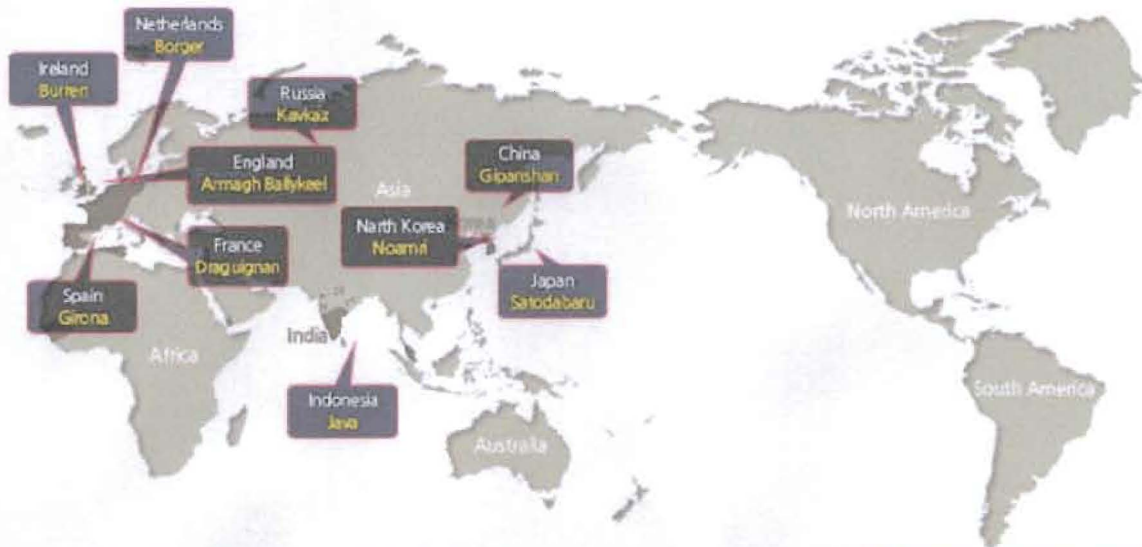 Netherlands
Borger
Ireland
Burren
Russia
Kavkaz
England
Armagh Ballykeel
China
Gipanshan
Asia
North America
Narth Korea
Noamri
France
Draguignan
Japan
Satodabaru
Spain
Girona
India
Africa
Indonesia
Java
South America
Australia